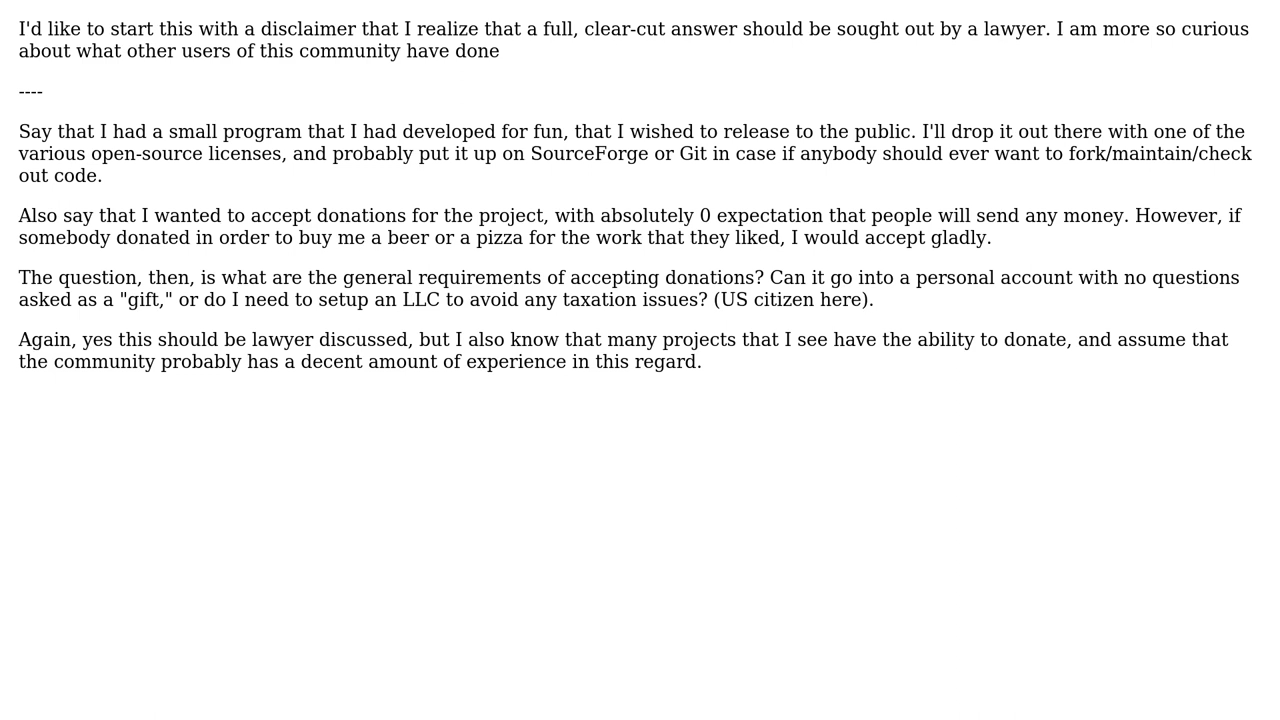 I'd like to start this with a disclaimer that I realize that a full, clear-cut answer should be sought out by a lawyer. I am more so curious
about what other users of this community have done
----
Say that I had a small program that I had developed for fun, that I wished to release to the public. I'll drop it out there with one of the
various open-source licenses, and probably put it up on SourceForge or Git in case if anybody should ever want to fork/maintain/check
out code.
Also say that I wanted to accept donations for the project, with absolutely 0 expectation that people will send any money. However, if
somebody donated in order to buy me a beer or a pizza for the work that they liked, I would accept gladly.
The question, then, is what are the general requirements of accepting donations? Can it go into a personal account with no questions
asked as a "gift," or do I need to setup an LLC to avoid any taxation issues? (US citizen here).
Again, yes this should be lawyer discussed, but I also know that many projects that I see have the ability to donate, and assume that
the community probably has a decent amount of experience in this regard.